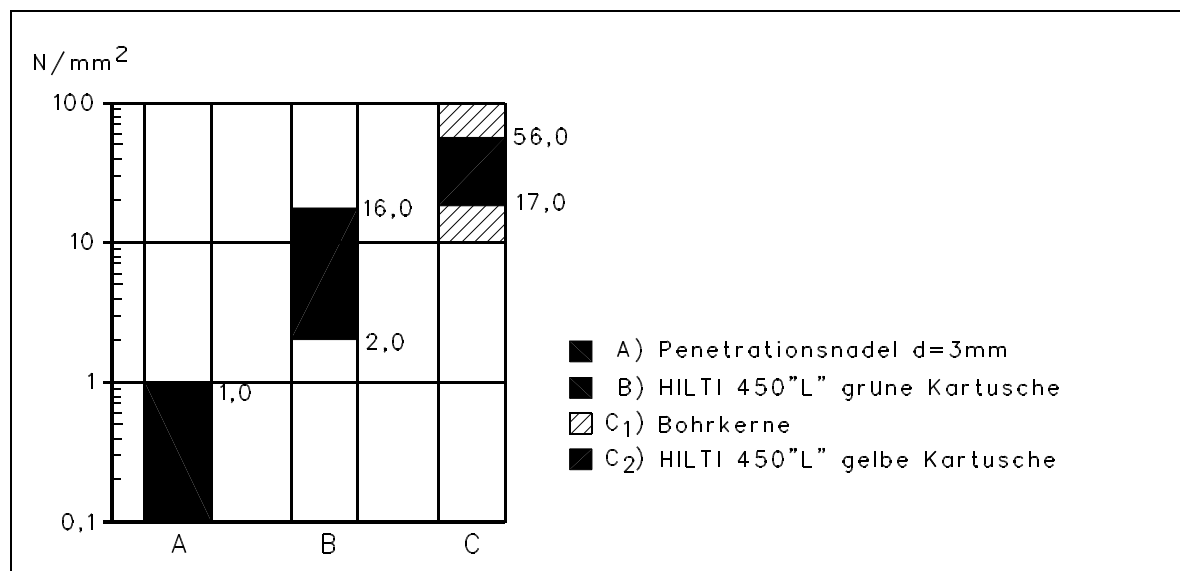 N/mm²
100
56,0
17,0
16,0
10
2,0
1
1,0
0,1
A B C
A) Penetrationsnadel d=3mm
B) HILTI 450"L" grüne Kartusche
C₁) Bohrkerne
C₂) HILTI 450"L" gelbe Kartusche